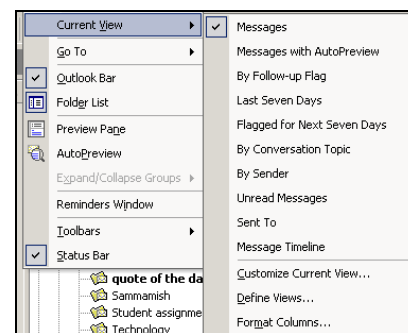 Current View
Go To
Outlook Bar
Folder List
Preview Pane
AutoPreview
Expand/Collapse Groups
Reminders Window
Toolbars
Status Bar
quote of the da
Sammamish
Student assignme
Technology
Messages
Messages with AutoPreview
By Follow-up Flag
Last Seven Days
Flagged for Next Seven Days
By Conversation Topic
By Sender
Unread Messages
Sent To
Message Timeline
Customize Current View...
Define Views...
Format Columns...